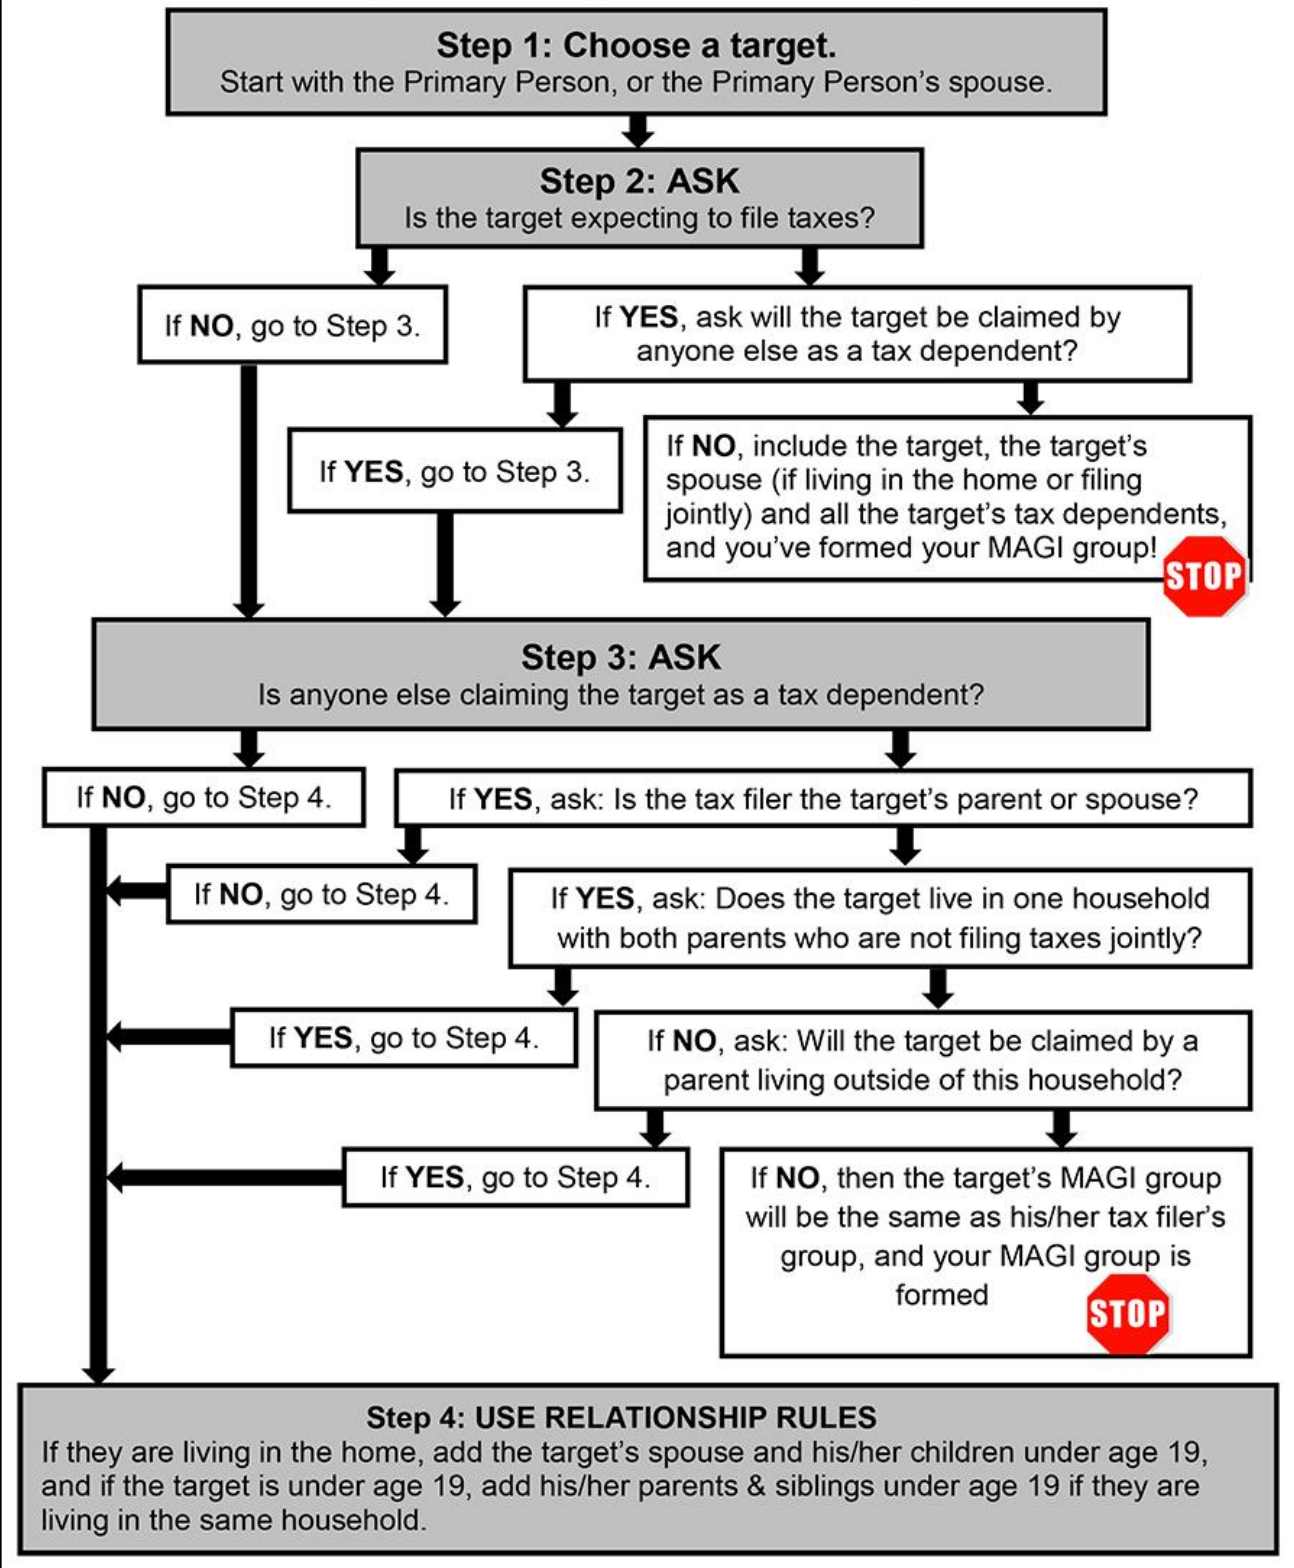 Step 1: Choose a target.
Start with the Primary Person, or the Primary Person's spouse.
Step 2: ASK
Is the target expecting to file taxes?
If NO, go to Step 3.
If YES, ask will the target be claimed by
anyone else as a tax dependent?
If YES, go to Step 3.
If NO, include the target, the target's
spouse (if living in the home or filing
jointly) and all the target's tax dependents,
and you've formed your MAGI group!
STOP
Step 3: ASK
Is anyone else claiming the target as a tax dependent?
If NO, go to Step 4.
If YES, ask: Is the tax filer the target's parent or spouse?
If NO, go to Step 4.
If YES, ask: Does the target live in one household
with both parents who are not filing taxes jointly?
If YES, go to Step 4.
If NO, ask: Will the target be claimed by a
parent living outside of this household?
If YES, go to Step 4.
If NO, then the target's MAGI group
will be the same as his/her tax filer's
group, and your MAGI group is
formed
STOP
Step 4: USE RELATIONSHIP RULES
If they are living in the home, add the target's spouse and his/her children under age 19,
and if the target is under age 19, add his/her parents & siblings under age 19 if they are
living in the same household.